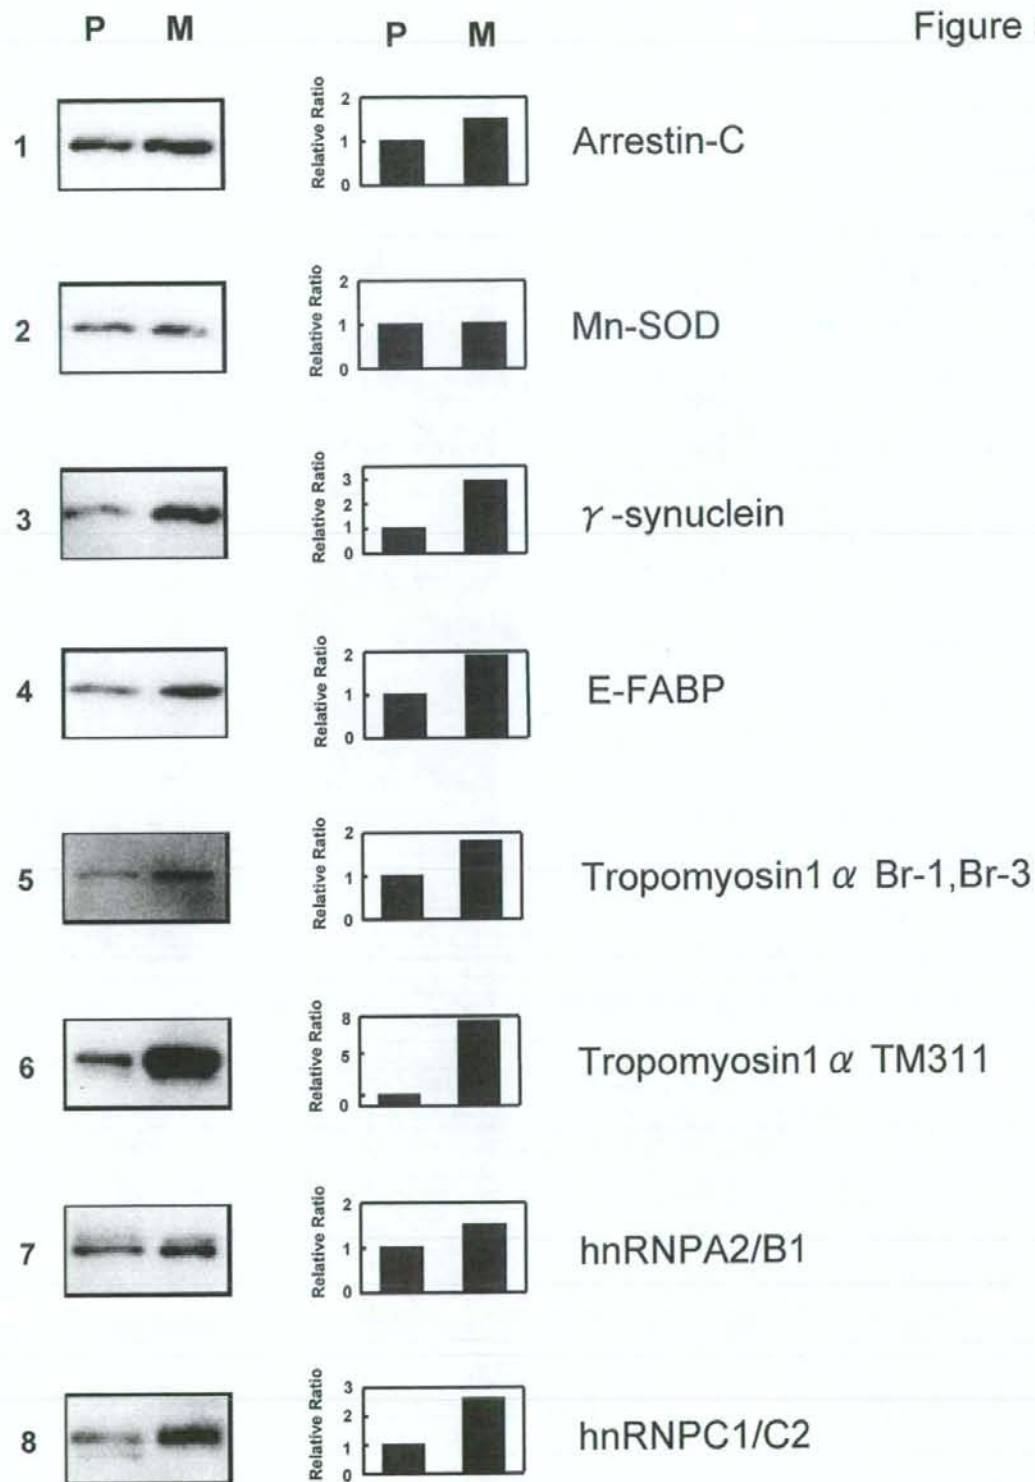 P M P M Figure
1 Relative Ratio 2 1 0 Arrestin-C
2 Relative Ratio 2 1 0 Mn-SOD
3 Relative Ratio 3 2 1 0 γ-synuclein
4 Relative Ratio 2 1 0 E-FABP
5 Relative Ratio 2 1 0 Tropomyosin1 α Br-1,Br-3
6 Relative Ratio 8 5 0 Tropomyosin1 α TM311
7 Relative Ratio 2 1 0 hnRNPA2/B1
8 Relative Ratio 3 2 1 0 hnRNPC1/C2